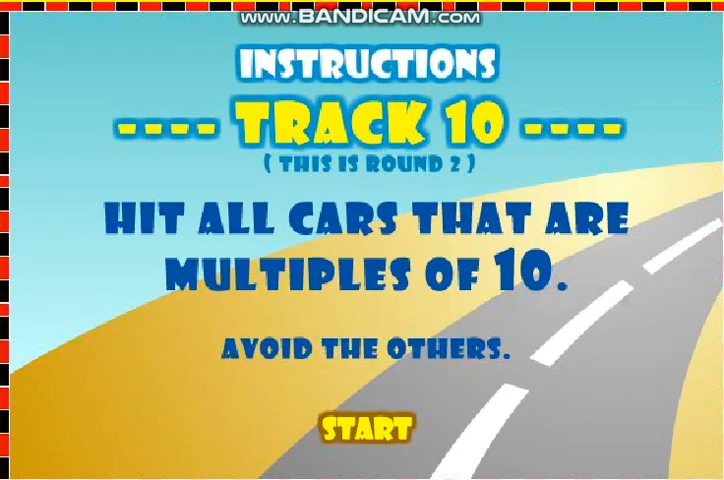 WWW.BANDICAM.COM
INSTRUCTIONS
---- TRACK 10 ----
( THIS IS ROUND 2 )
HIT ALL CARS THAT ARE
MULTIPLES OF 10.
AVOID THE OTHERS.
START